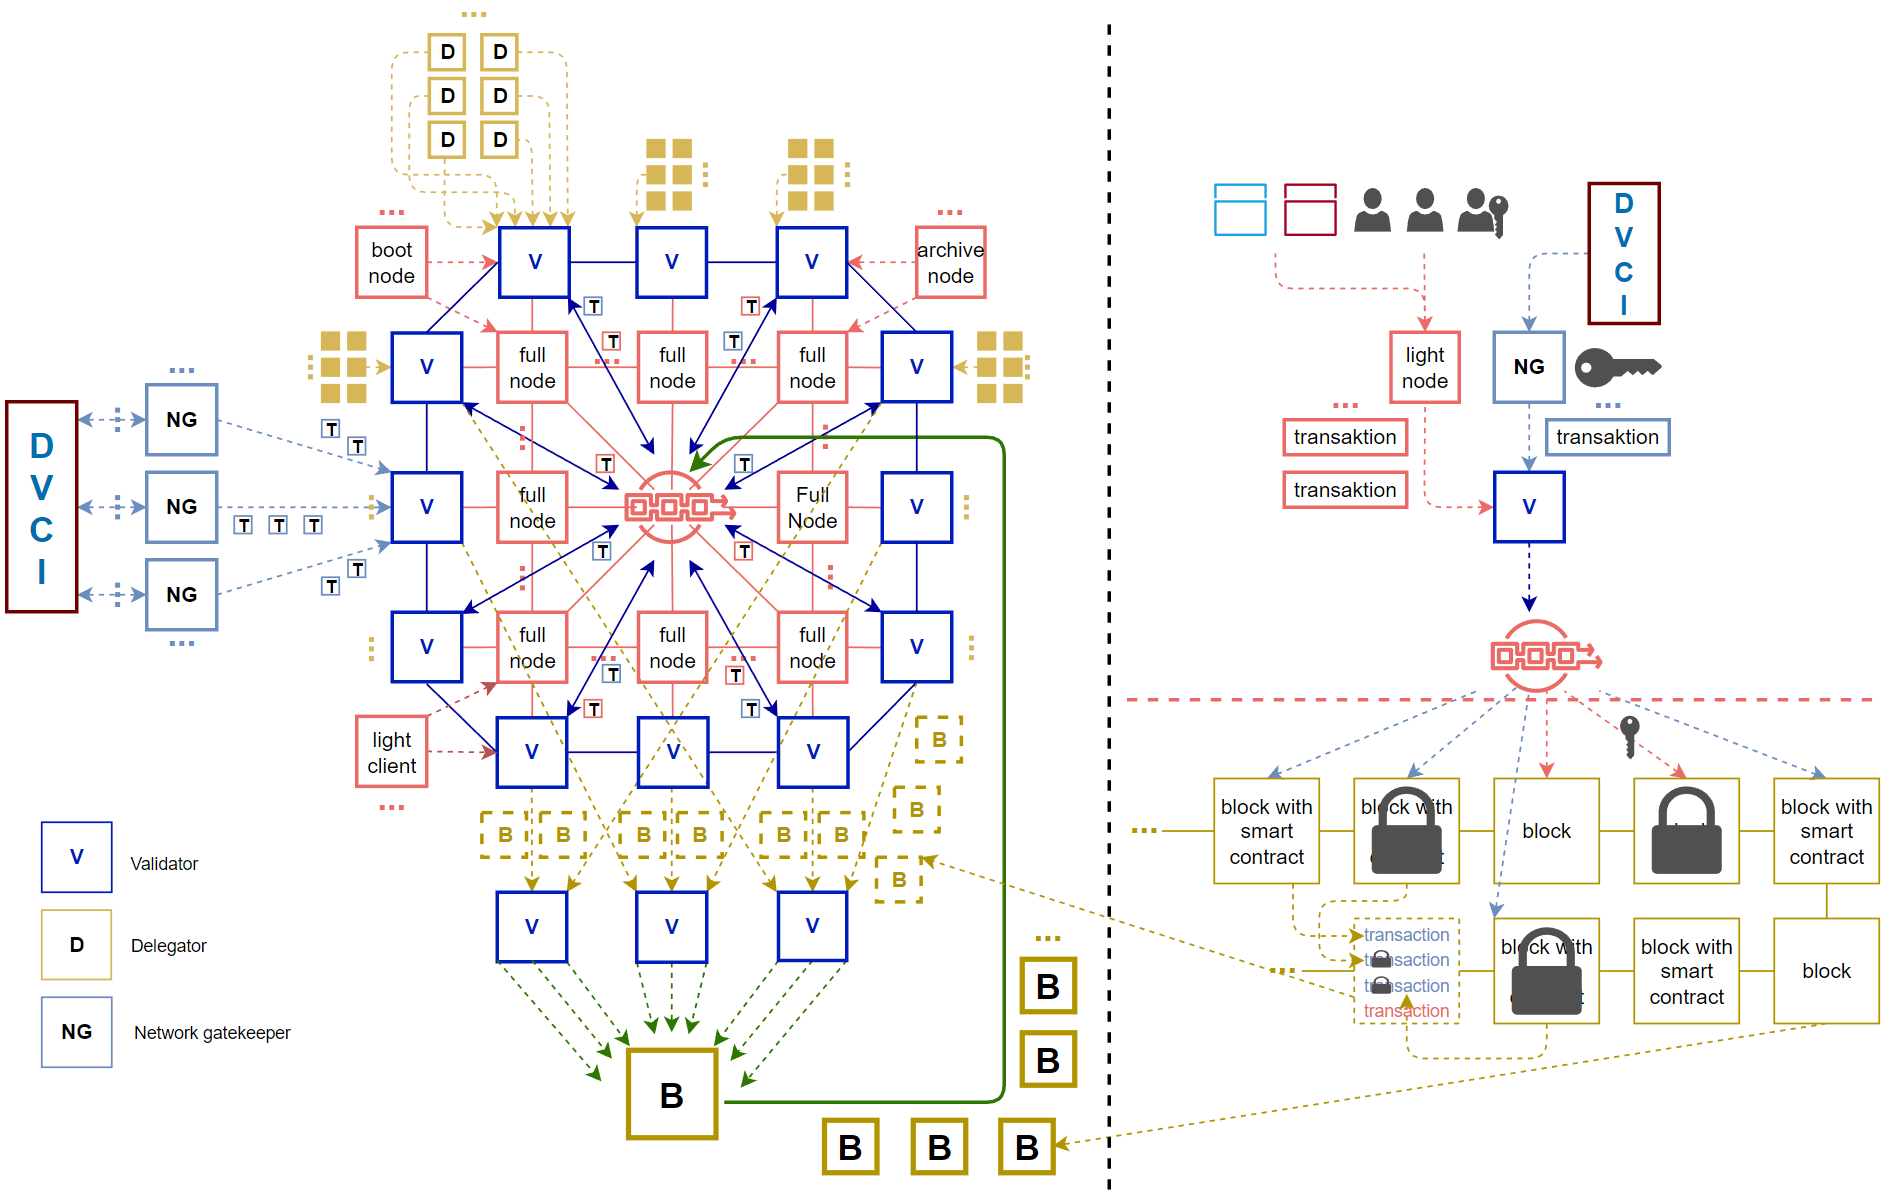 D
D
D
D
D
D
boot
node
V
V
V
archive
node
T
T
T
T
V
full
node
full
node
full
node
V
D
V
C
I
NG
NG
NG
T
T
T
T
T
T
T
V
full
node
T
T
Full
Node
V
T
T
V
full
node
full
node
full
node
V
T
T
T
T
light
client
V
V
V
B
B
B
B
B
B
B
B
B
V
V
V
B
B
B
B
B
B
V
Validator
D
Delegator
NG
Network gatekeeper
D
V
C
I
light
node
NG
transaktion
transaktion
transaktion
V
block with
smart
contract
block with
block
block with
smart
contract
transaction
transaction
transaction
transaction
block with
block with
smart
contract
block